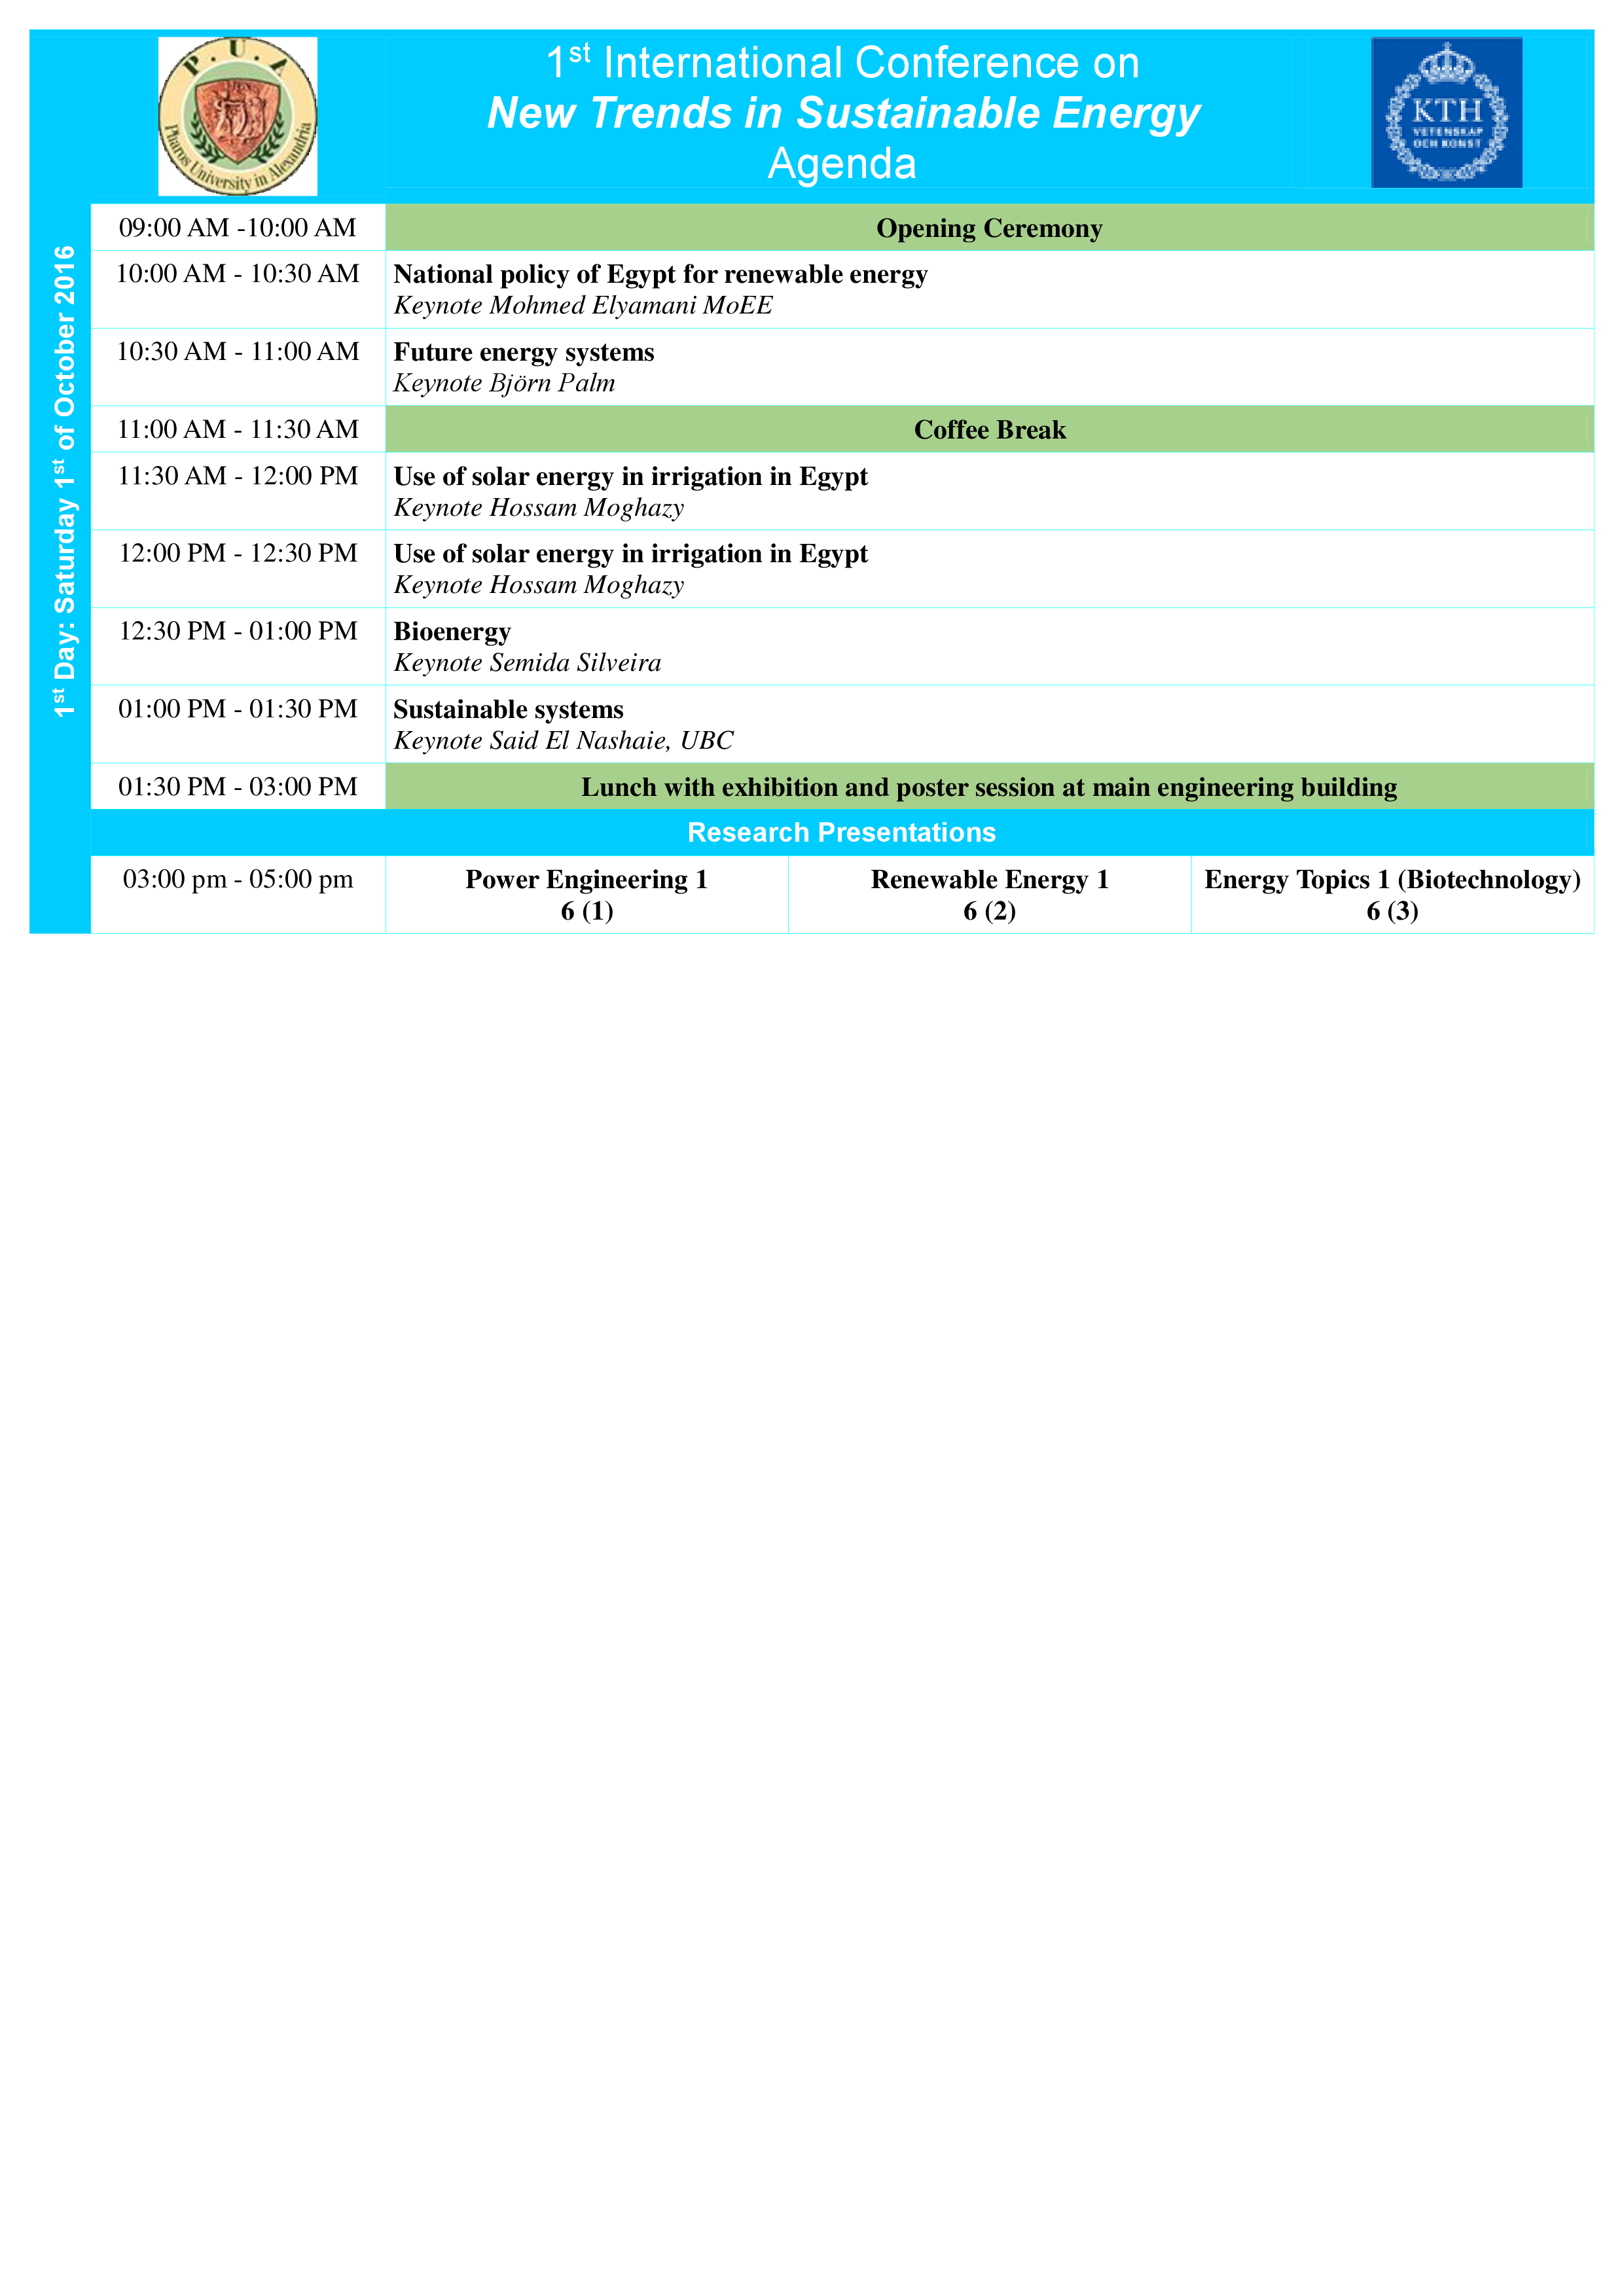 P.U.A
Pharos University in Alexandria
1st International Conference on
New Trends in Sustainable Energy
Agenda
KTH
VETENSKAP
OCH KONST
1st Day: Saturday 1st of October 2016
09:00 AM -10:00 AM Opening Ceremony
10:00 AM - 10:30 AM National policy of Egypt for renewable energy
Keynote Mohmed Elyamani MoEE
10:30 AM - 11:00 AM Future energy systems
Keynote Björn Palm
11:00 AM - 11:30 AM Coffee Break
11:30 AM - 12:00 PM Use of solar energy in irrigation in Egypt
Keynote Hossam Moghazy
12:00 PM - 12:30 PM Use of solar energy in irrigation in Egypt
Keynote Hossam Moghazy
12:30 PM - 01:00 PM Bioenergy
Keynote Semida Silveira
01:00 PM - 01:30 PM Sustainable systems
Keynote Said El Nashaie, UBC
01:30 PM - 03:00 PM Lunch with exhibition and poster session at main engineering building
Research Presentations
03:00 pm - 05:00 pm Power Engineering 1 Renewable Energy 1 Energy Topics 1 (Biotechnology)
6 (1) 6 (2) 6 (3)